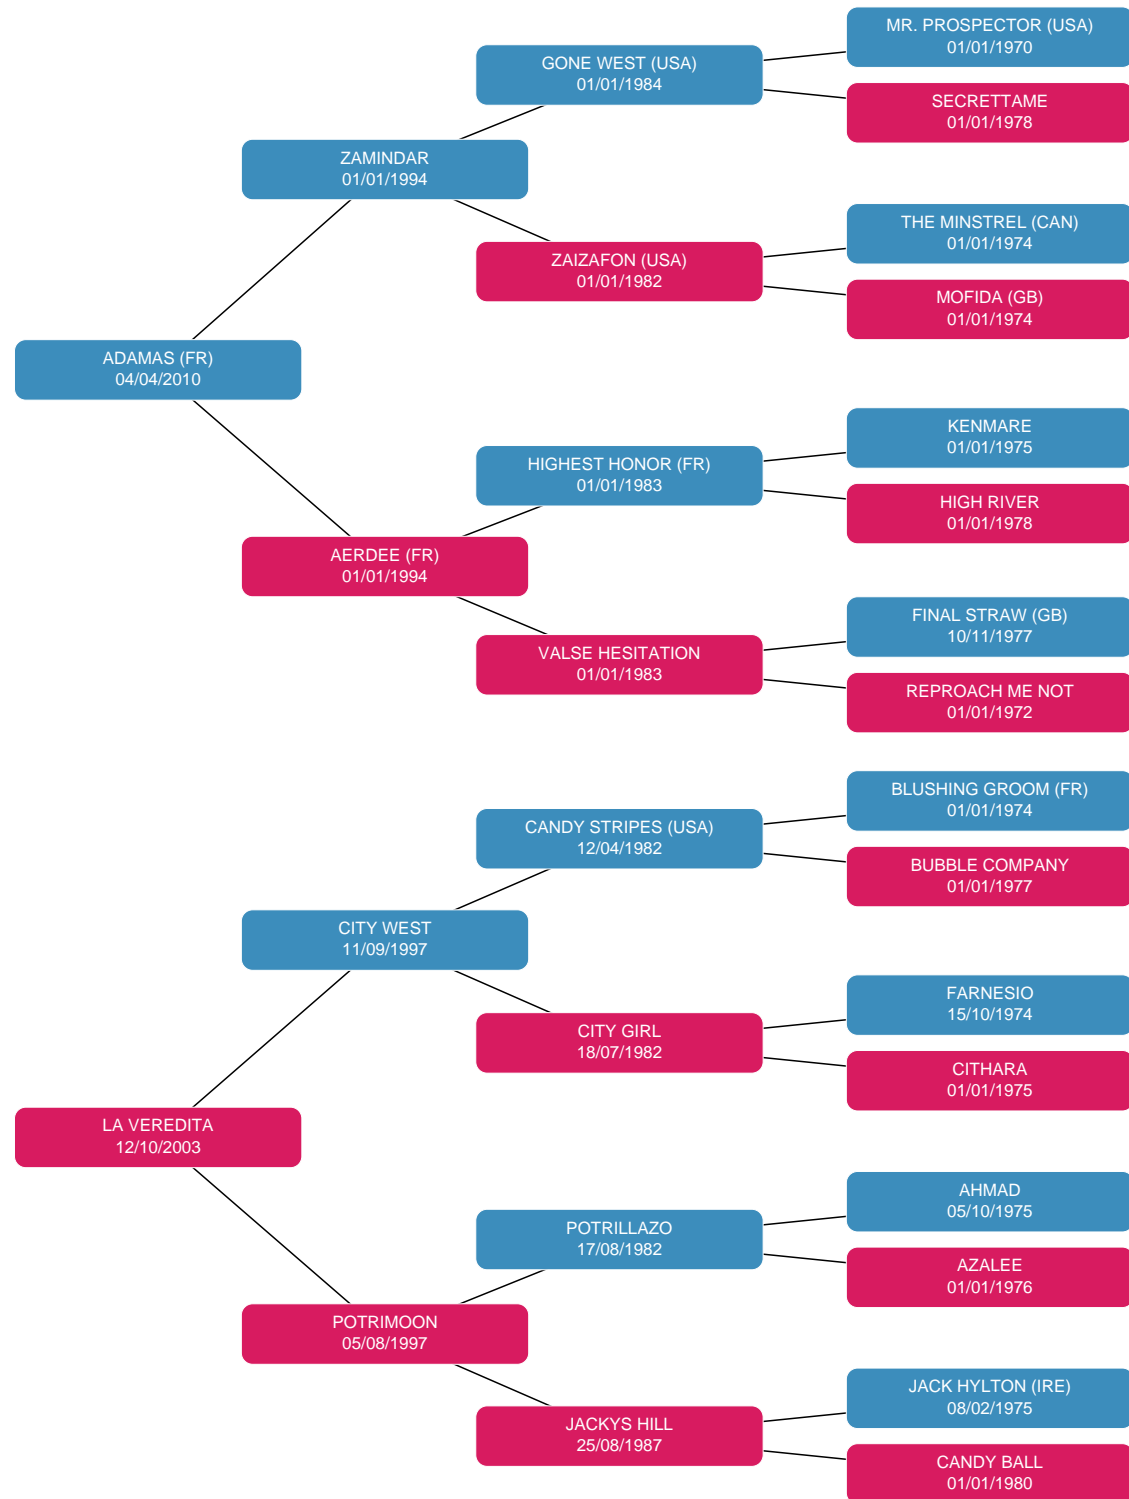 MR. PROSPECTOR (USA)
01/01/1970
GONE WEST (USA)
01/01/1984
SECRETTAME
01/01/1978
ZAMINDAR
01/01/1994
THE MINSTREL (CAN)
01/01/1974
ZAIZAFON (USA)
01/01/1982
MOFIDA (GB)
01/01/1974
ADAMAS (FR)
04/04/2010
KENMARE
01/01/1975
HIGHEST HONOR (FR)
01/01/1983
HIGH RIVER
01/01/1978
AERDEE (FR)
01/01/1994
FINAL STRAW (GB)
10/11/1977
VALSE HESITATION
01/01/1983
REPROACH ME NOT
01/01/1972
BLUSHING GROOM (FR)
01/01/1974
CANDY STRIPES (USA)
12/04/1982
BUBBLE COMPANY
01/01/1977
CITY WEST
11/09/1997
FARNESIO
15/10/1974
CITY GIRL
18/07/1982
CITHARA
01/01/1975
LA VEREDITA
12/10/2003
AHMAD
05/10/1975
POTRILLAZO
17/08/1982
AZALEE
01/01/1976
POTRIMOON
05/08/1997
JACK HYLTON (IRE)
08/02/1975
JACKYS HILL
25/08/1987
CANDY BALL
01/01/1980